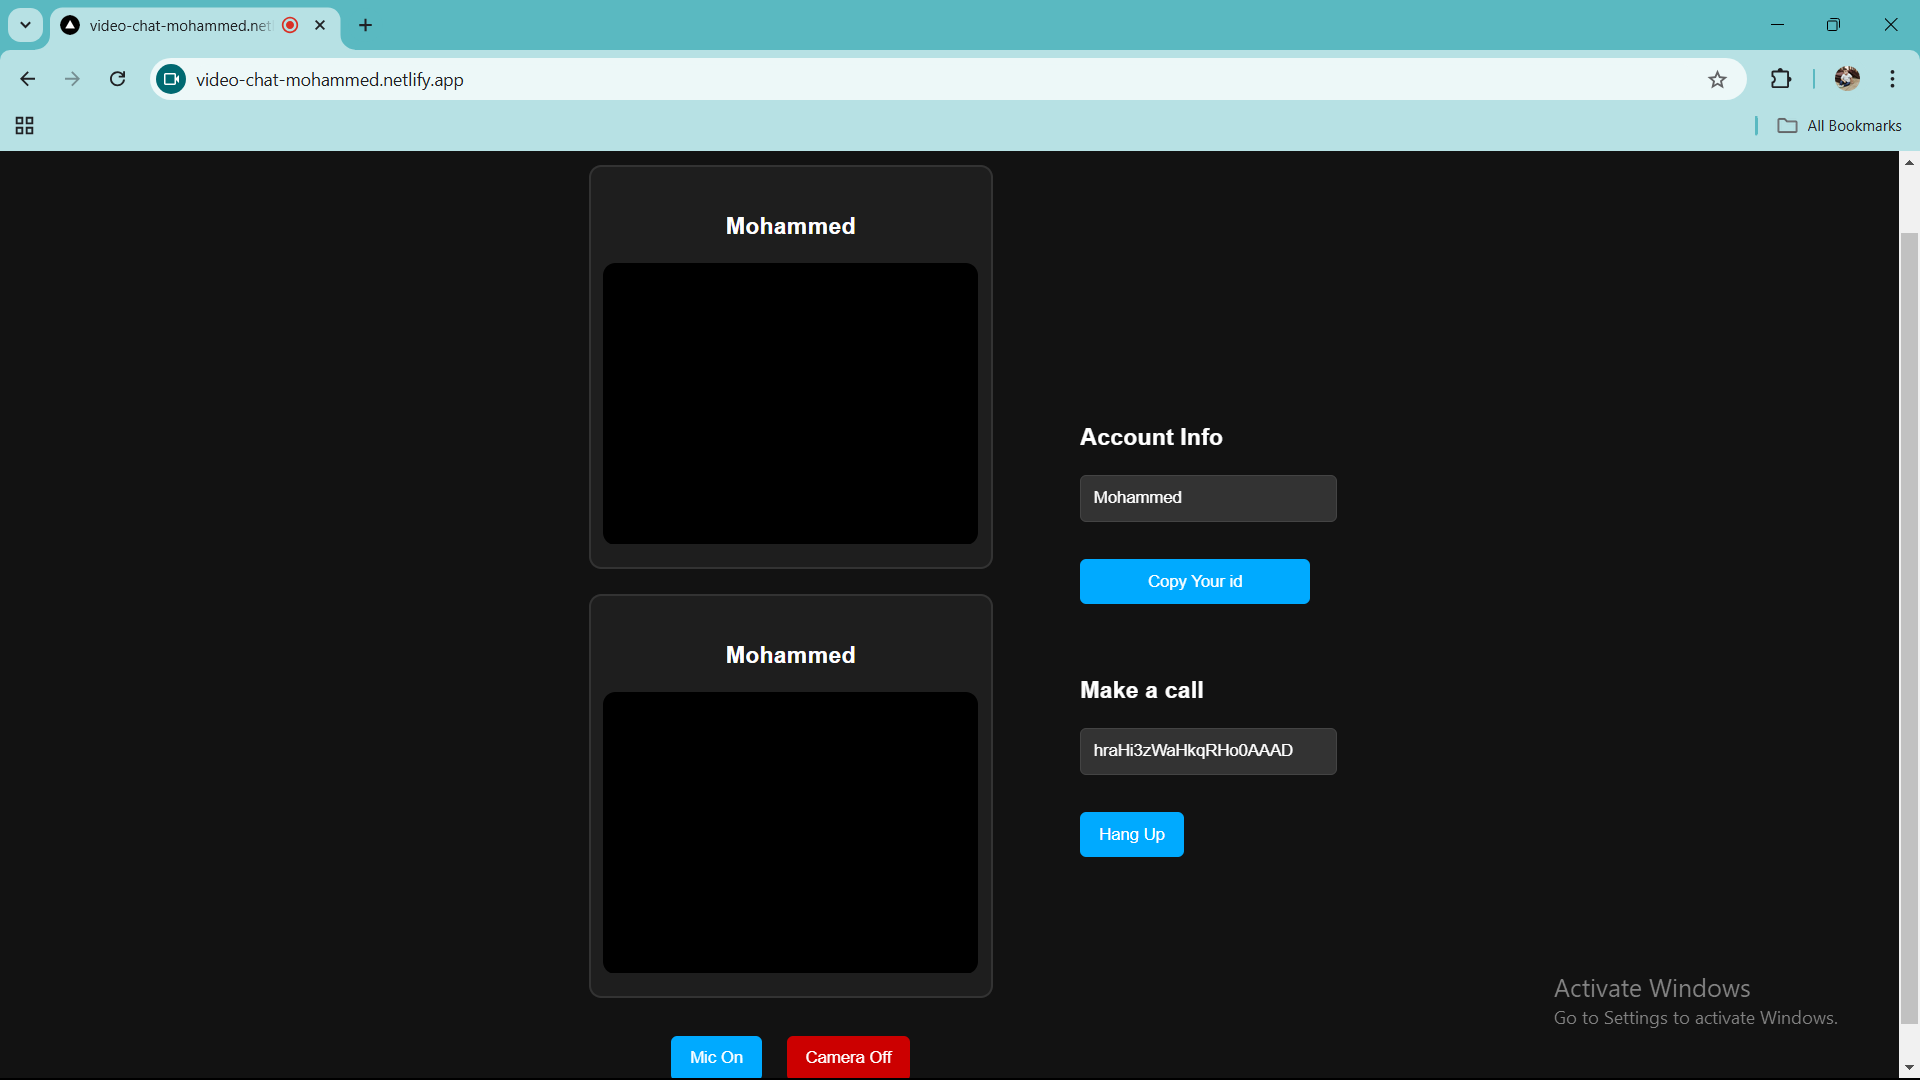 video-chat-mohammed.net
video-chat-mohammed.netlify.app
All Bookmarks
Mohammed
Mohammed
Account Info
Mohammed
Copy Your id
Make a call
hraHi3zWaHkqRHo0AAAD
Hang Up
Mic On
Camera Off
Activate Windows
Go to Settings to activate Windows.